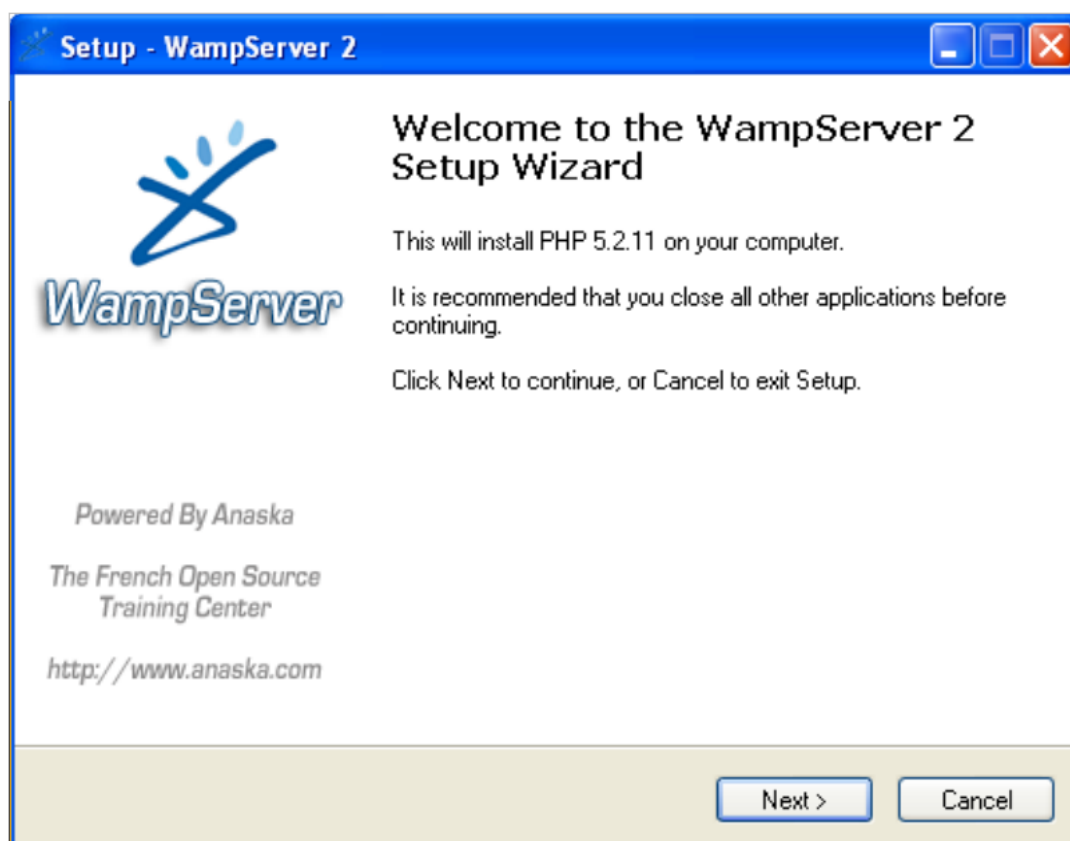 Setup - WampServer 2
Welcome to the WampServer 2
Setup Wizard
This will install PHP 5.2.11 on your computer.
It is recommended that you close all other applications before
continuing.
Click Next to continue, or Cancel to exit Setup.
WampServer
Powered By Anaska
The French Open Source
Training Center
http://www.anaska.com
Next >
Cancel